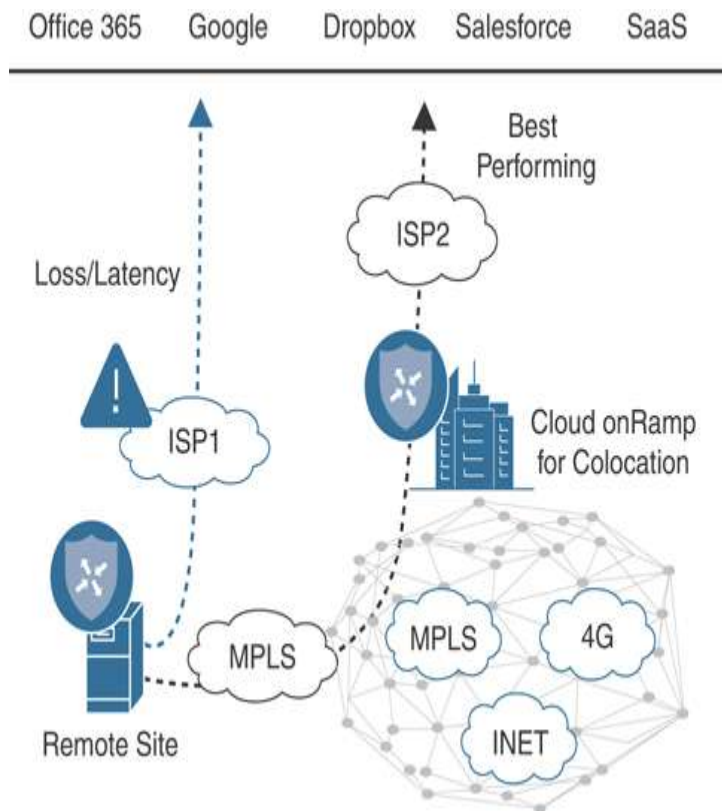 Office 365 Google Dropbox Salesforce SaaS
Best
Performing
ISP2
Loss/Latency
!
ISP1
Cloud onRamp
for Colocation
MPLS
MPLS
4G
INET
Remote Site